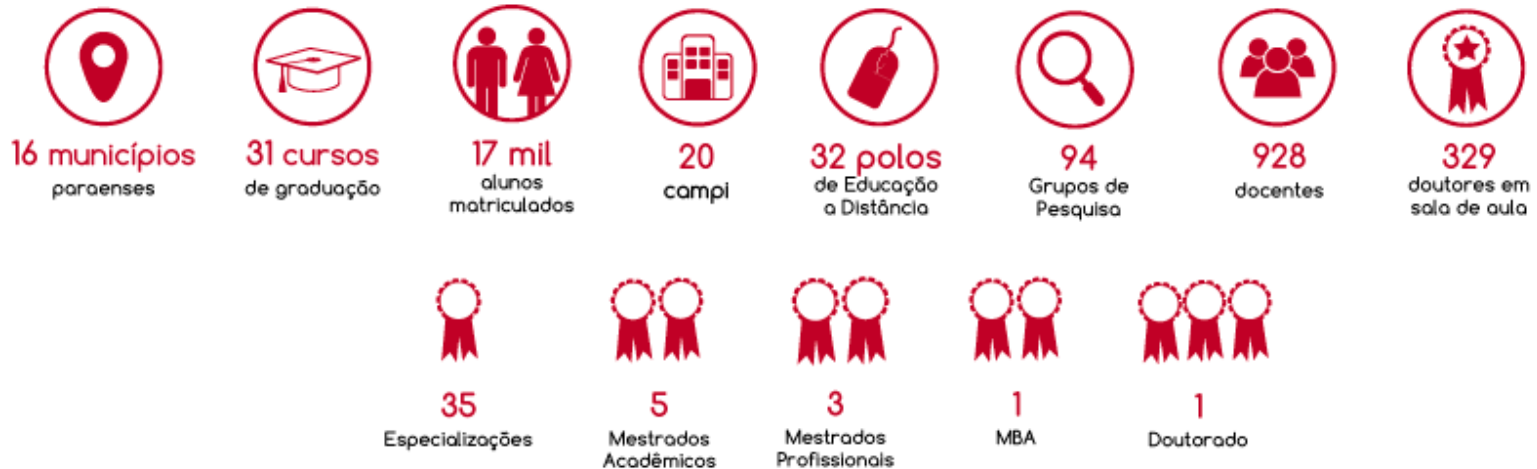 16 municípios
paraenses
31 cursos
de graduação
17 mil
alunos
matriculados
20
campi
32 polos
de Educação
a Distância
94
Grupos de
Pesquisa
928
docentes
329
doutores em
sala de aula
35
Especializações
5
Mestrados
Acadêmicos
3
Mestrados
Profissionais
1
MBA
1
Doutorado